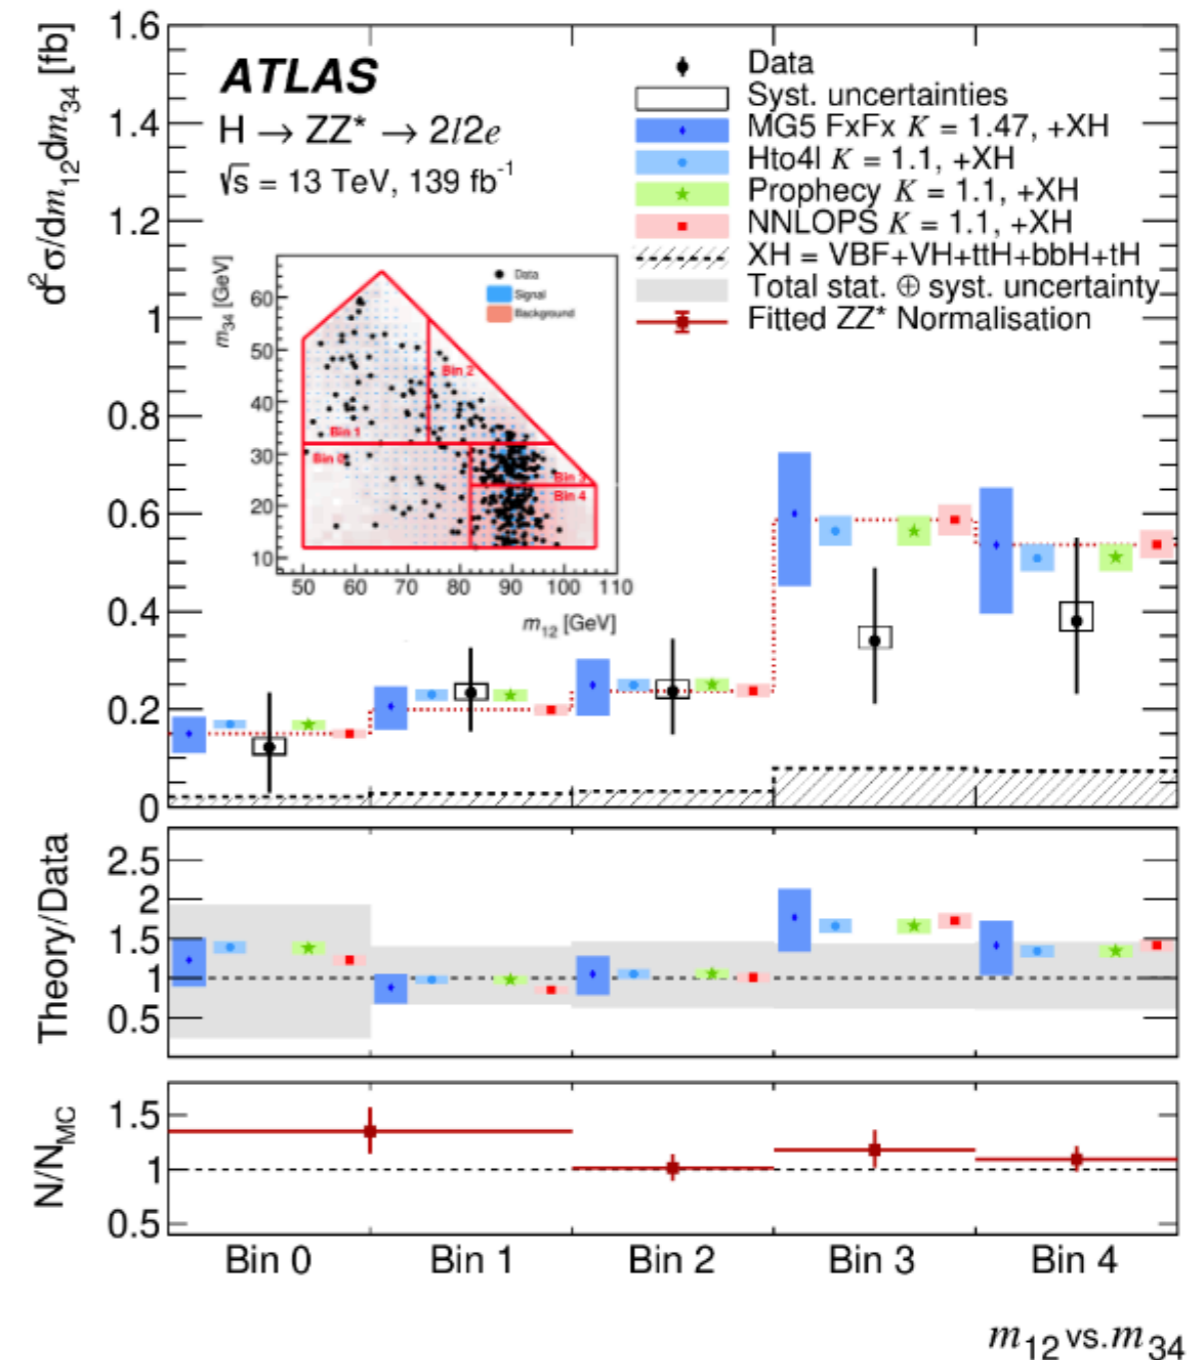 d²σ/dm₁₂dm₃₄ [fb]
1.6
1.4
1.2
1
0.8
0.6
0.4
0.2
0
ATLAS
H → ZZ* → 2l2e
√s = 13 TeV, 139 fb⁻¹
Data
Syst. uncertainties
MG5 FxFx K = 1.47, +XH
Hto4l K = 1.1, +XH
Prophecy K = 1.1, +XH
NNLOPS K = 1.1, +XH
XH = VBF+VH+ttH+bbH+tH
Total stat. ⊕ syst. uncertainty
Fitted ZZ* Normalisation
m₃₄ [GeV]
60
50
40
30
20
10
Data
Signal
Background
Bin 2
Bin 1
Bin 0
Bin 3
Bin 4
50 60 70 80 90 100 110
m₁₂ [GeV]
Theory/Data
2.5
2
1.5
1
0.5
N/N_MC
1.5
1
0.5
Bin 0 Bin 1 Bin 2 Bin 3 Bin 4
m₁₂ vs. m₃₄